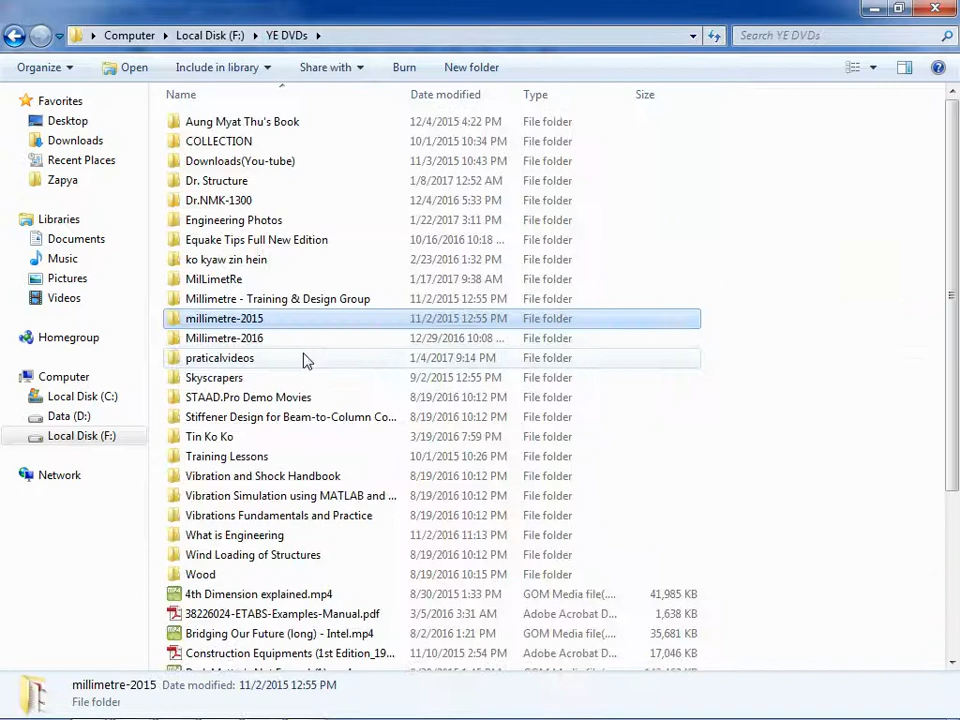 Computer Local Disk (F:) YE DVDs Search YE DVDs
Organize Open Include in library Share with Burn New folder
Name Date modified Type Size
Favorites
Desktop
Downloads
Recent Places
Zapya
Libraries
Documents
Music
Pictures
Videos
Homegroup
Computer
Local Disk (C:)
Data (D:)
Local Disk (F:)
Network
Aung Myat Thu's Book 12/4/2015 4:22 PM File folder
COLLECTION 10/1/2015 10:34 PM File folder
Downloads(You-tube) 11/3/2015 10:43 PM File folder
Dr. Structure 1/8/2017 12:52 AM File folder
Dr.NMK-1300 12/4/2016 5:33 PM File folder
Engineering Photos 1/22/2017 3:11 PM File folder
Equake Tips Full New Edition 10/16/2016 10:18 ... File folder
ko kyaw zin hein 2/23/2016 1:32 PM File folder
MilLimetRe 1/17/2017 9:38 AM File folder
Millimetre - Training & Design Group 11/2/2015 12:55 PM File folder
millimetre-2015 11/2/2015 12:55 PM File folder
Millimetre-2016 12/29/2016 10:08 ... File folder
praticalvideos 1/4/2017 9:14 PM File folder
Skyscrapers 9/2/2015 12:55 PM File folder
STAAD.Pro Demo Movies 8/19/2016 10:12 PM File folder
Stiffener Design for Beam-to-Column Co... 8/19/2016 10:12 PM File folder
Tin Ko Ko 3/19/2016 7:59 PM File folder
Training Lessons 10/1/2015 10:26 PM File folder
Vibration and Shock Handbook 8/19/2016 10:12 PM File folder
Vibration Simulation using MATLAB and ... 8/19/2016 10:12 PM File folder
Vibrations Fundamentals and Practice 8/19/2016 10:12 PM File folder
What is Engineering 11/2/2016 11:13 PM File folder
Wind Loading of Structures 8/19/2016 10:12 PM File folder
Wood 8/19/2016 10:15 PM File folder
4th Dimension explained.mp4 8/30/2015 1:33 PM GOM Media file(.... 41,985 KB
38226024-ETABS-Examples-Manual.pdf 3/5/2016 3:31 AM Adobe Acrobat D... 1,638 KB
Bridging Our Future (long) - Intel.mp4 8/2/2016 1:21 PM GOM Media file(.... 35,681 KB
Construction Equipments (1st Edition_19... 11/10/2015 2:54 PM Adobe Acrobat D... 17,046 KB
millimetre-2015 Date modified: 11/2/2015 12:55 PM
File folder